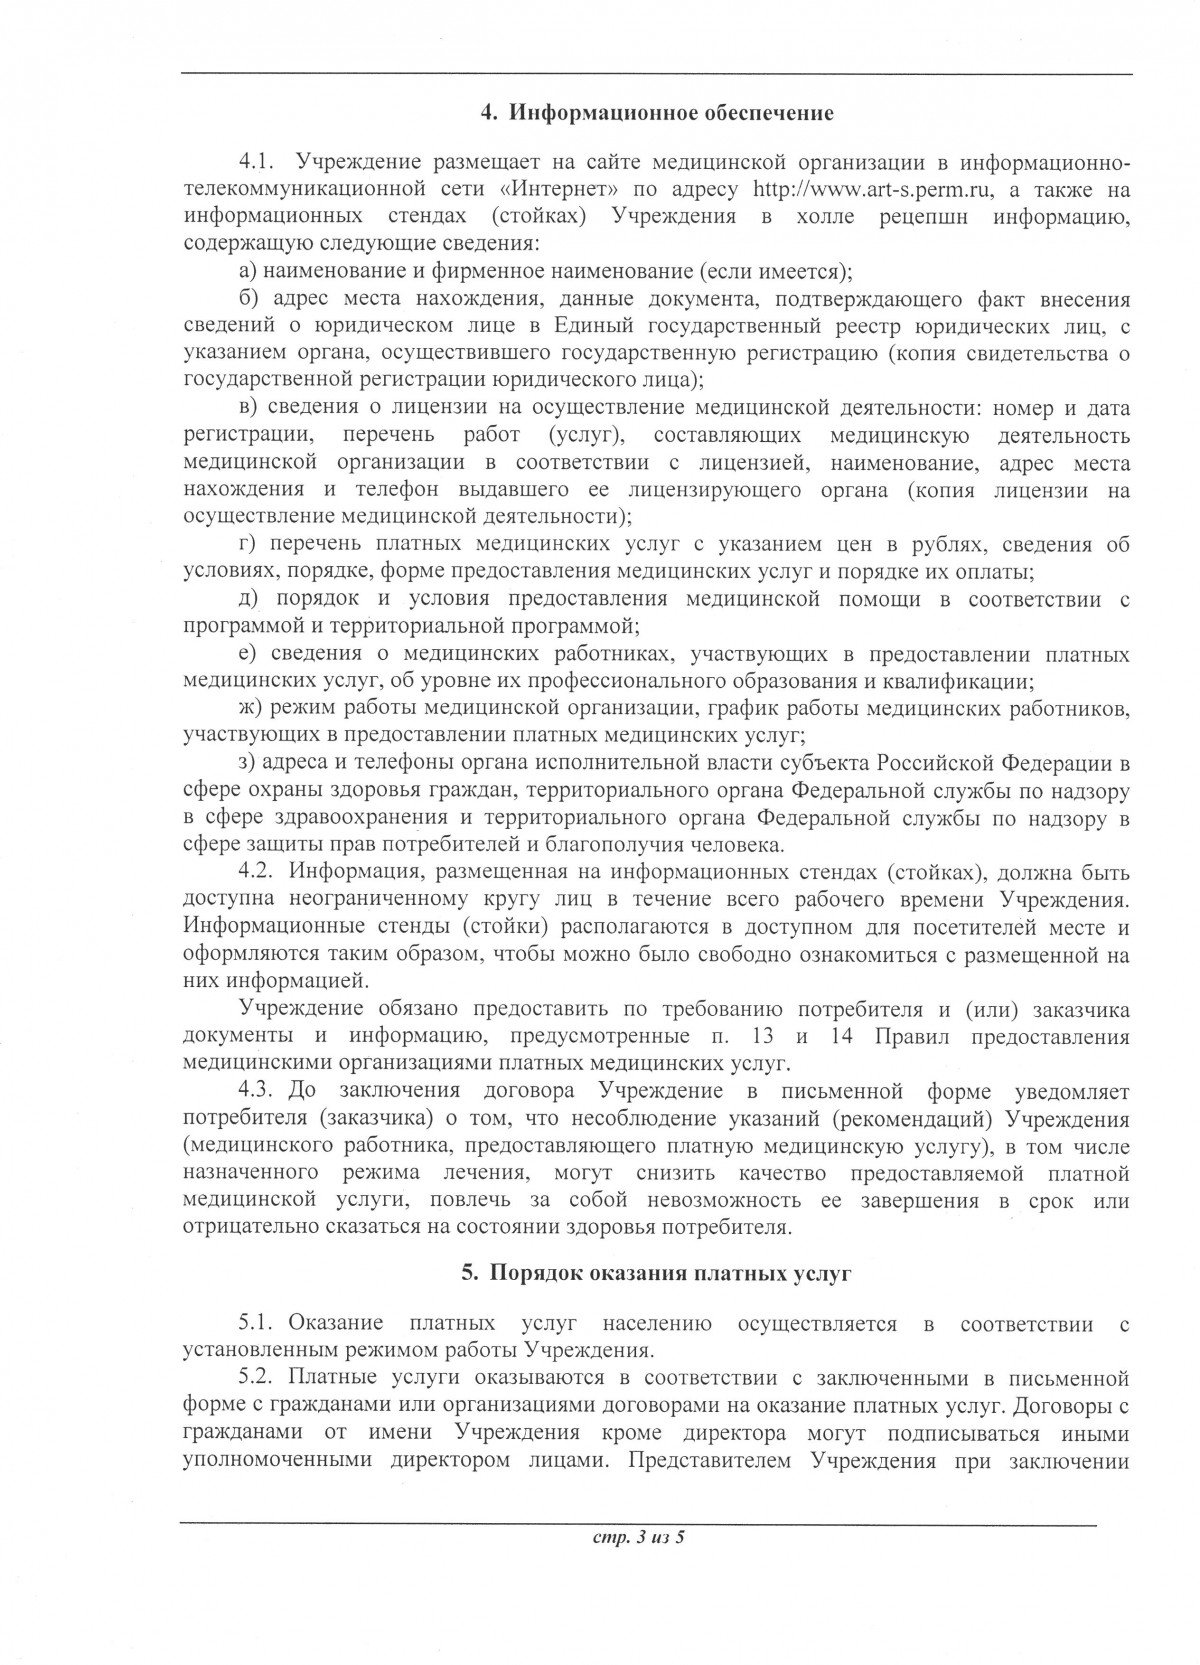 4. Информационное обеспечение
4.1. Учреждение размещает на сайте медицинской организации в информационно-
телекоммуникационной сети «Интернет» по адресу http://www.art-s.perm.ru, а также на
информационных стендах (стойках) Учреждения в холле рецепшн информацию,
содержащую следующие сведения:
а) наименование и фирменное наименование (если имеется);
б) адрес места нахождения, данные документа, подтверждающего факт внесения
сведений о юридическом лице в Единый государственный реестр юридических лиц, с
указанием органа, осуществившего государственную регистрацию (копия свидетельства о
государственной регистрации юридического лица);
в) сведения о лицензии на осуществление медицинской деятельности: номер и дата
регистрации, перечень работ (услуг), составляющих медицинскую деятельность
медицинской организации в соответствии с лицензией, наименование, адрес места
нахождения и телефон выдавшего ее лицензирующего органа (копия лицензии на
осуществление медицинской деятельности);
г) перечень платных медицинских услуг с указанием цен в рублях, сведения об
условиях, порядке, форме предоставления медицинских услуг и порядке их оплаты;
д) порядок и условия предоставления медицинской помощи в соответствии с
программой и территориальной программой;
е) сведения о медицинских работниках, участвующих в предоставлении платных
медицинских услуг, об уровне их профессионального образования и квалификации;
ж) режим работы медицинской организации, график работы медицинских работников,
участвующих в предоставлении платных медицинских услуг;
з) адреса и телефоны органа исполнительной власти субъекта Российской Федерации в
сфере охраны здоровья граждан, территориального органа Федеральной службы по надзору
в сфере здравоохранения и территориального органа Федеральной службы по надзору в
сфере защиты прав потребителей и благополучия человека.
4.2. Информация, размещенная на информационных стендах (стойках), должна быть
доступна неограниченному кругу лиц в течение всего рабочего времени Учреждения.
Информационные стенды (стойки) располагаются в доступном для посетителей месте и
оформляются таким образом, чтобы можно было свободно ознакомиться с размещенной на
них информацией.
Учреждение обязано предоставить по требованию потребителя и (или) заказчика
документы и информацию, предусмотренные п. 13 и 14 Правил предоставления
медицинскими организациями платных медицинских услуг.
4.3. До заключения договора Учреждение в письменной форме уведомляет
потребителя (заказчика) о том, что несоблюдение указаний (рекомендаций) Учреждения
(медицинского работника, предоставляющего платную медицинскую услугу), в том числе
назначенного режима лечения, могут снизить качество предоставляемой платной
медицинской услуги, повлечь за собой невозможность ее завершения в срок или
отрицательно сказаться на состоянии здоровья потребителя.
5. Порядок оказания платных услуг
5.1. Оказание платных услуг населению осуществляется в соответствии с
установленным режимом работы Учреждения.
5.2. Платные услуги оказываются в соответствии с заключенными в письменной
форме с гражданами или организациями договорами на оказание платных услуг. Договоры с
гражданами от имени Учреждения кроме директора могут подписываться иными
уполномоченными директором лицами. Представителем Учреждения при заключении
стр. 3 из 5